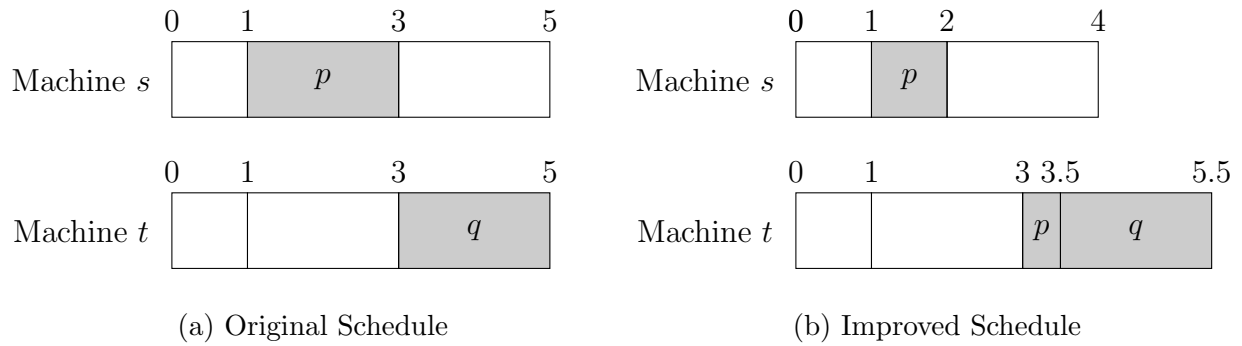 0 1 3 5
Machine s p
0 1 3 5
Machine t q
(a) Original Schedule
0 1 2 4
Machine s p
0 1 3 3.5 5.5
Machine t p q
(b) Improved Schedule